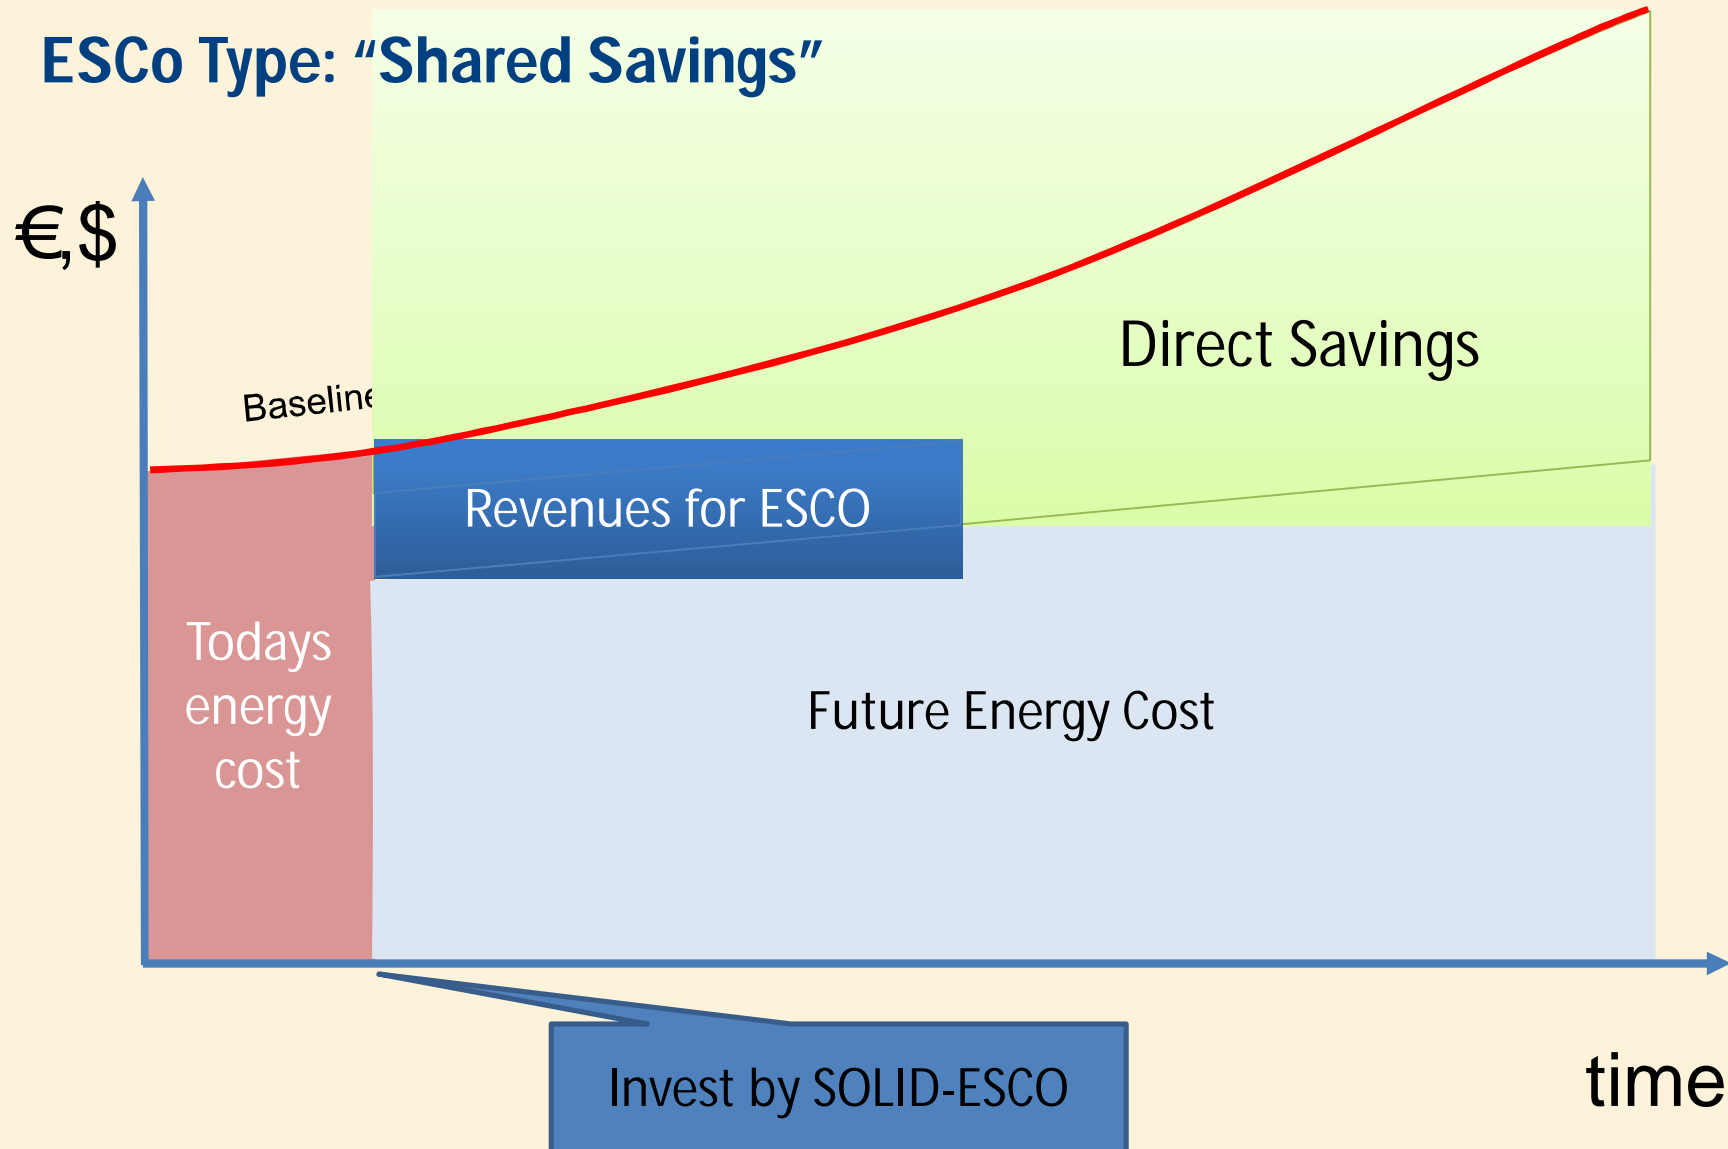 ESCo Type: “Shared Savings”
€,$
Baseline
Direct Savings
Revenues for ESCO
Todays
energy
cost
Future Energy Cost
Invest by SOLID-ESCO
time